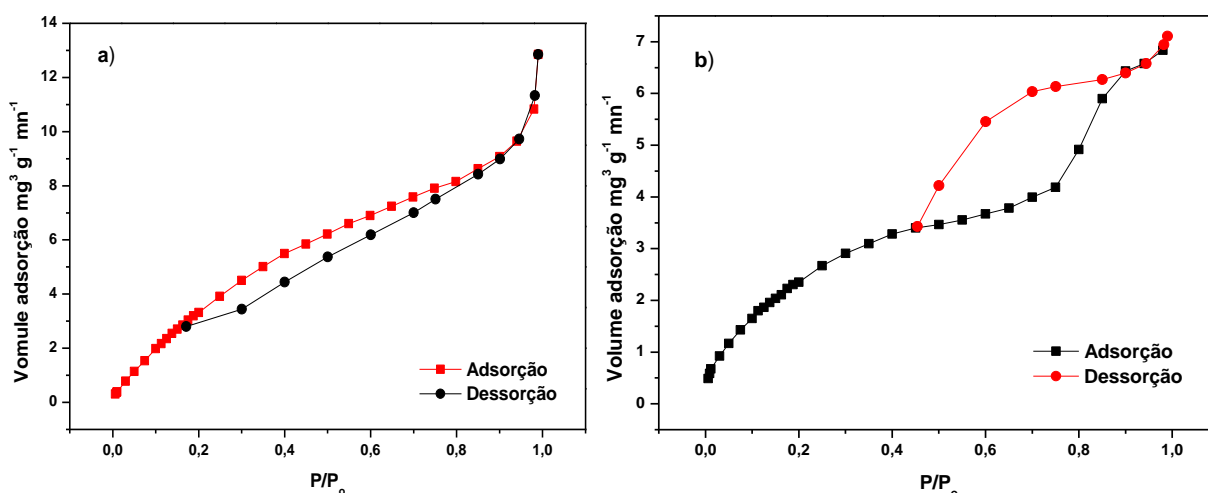 a)
Vomule adsorção mg³ g⁻¹ mn⁻¹
14
12
10
8
6
4
2
0
0,0 0,2 0,4 0,6 0,8 1,0
P/P₀
Adsorção
Dessorção
b)
Volume adsorção mg³ g⁻¹ mn⁻¹
7
6
5
4
3
2
1
0
0,0 0,2 0,4 0,6 0,8 1,0
P/P₀
Adsorção
Dessorção